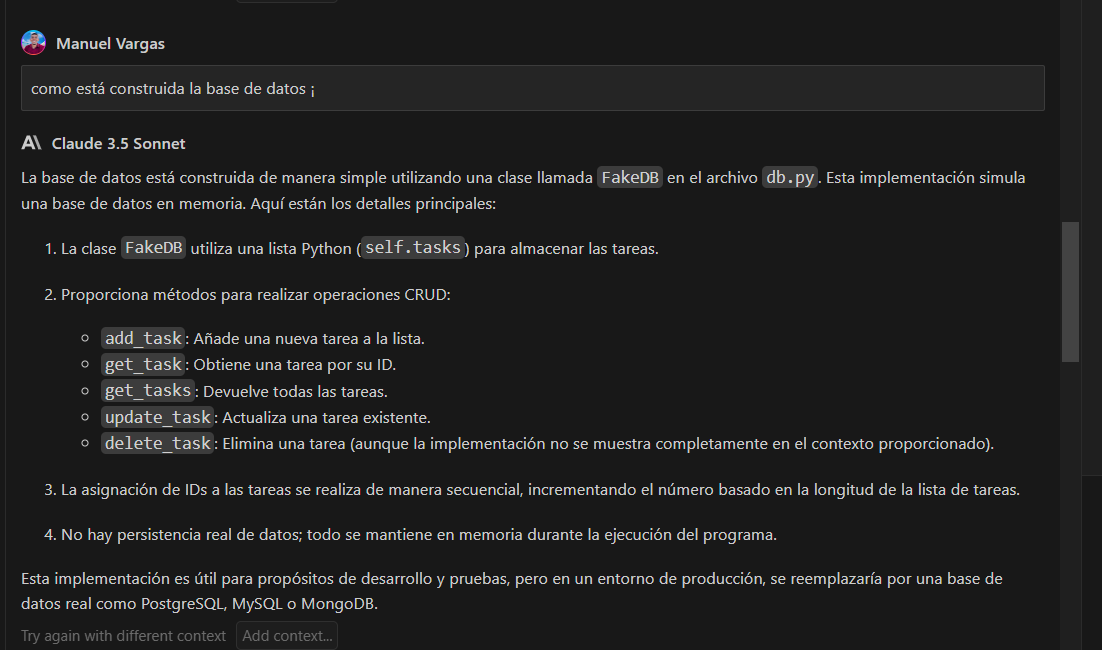 Manuel Vargas
como está construida la base de datos ¡
Claude 3.5 Sonnet
La base de datos está construida de manera simple utilizando una clase llamada FakeDB en el archivo db.py. Esta implementación simula
una base de datos en memoria. Aquí están los detalles principales:
1. La clase FakeDB utiliza una lista Python (self.tasks) para almacenar las tareas.
2. Proporciona métodos para realizar operaciones CRUD:
○ add_task: Añade una nueva tarea a la lista.
○ get_task: Obtiene una tarea por su ID.
○ get_tasks: Devuelve todas las tareas.
○ update_task: Actualiza una tarea existente.
○ delete_task: Elimina una tarea (aunque la implementación no se muestra completamente en el contexto proporcionado).
3. La asignación de IDs a las tareas se realiza de manera secuencial, incrementando el número basado en la longitud de la lista de tareas.
4. No hay persistencia real de datos; todo se mantiene en memoria durante la ejecución del programa.
Esta implementación es útil para propósitos de desarrollo y pruebas, pero en un entorno de producción, se reemplazaría por una base de
datos real como PostgreSQL, MySQL o MongoDB.
Try again with different context Add context...